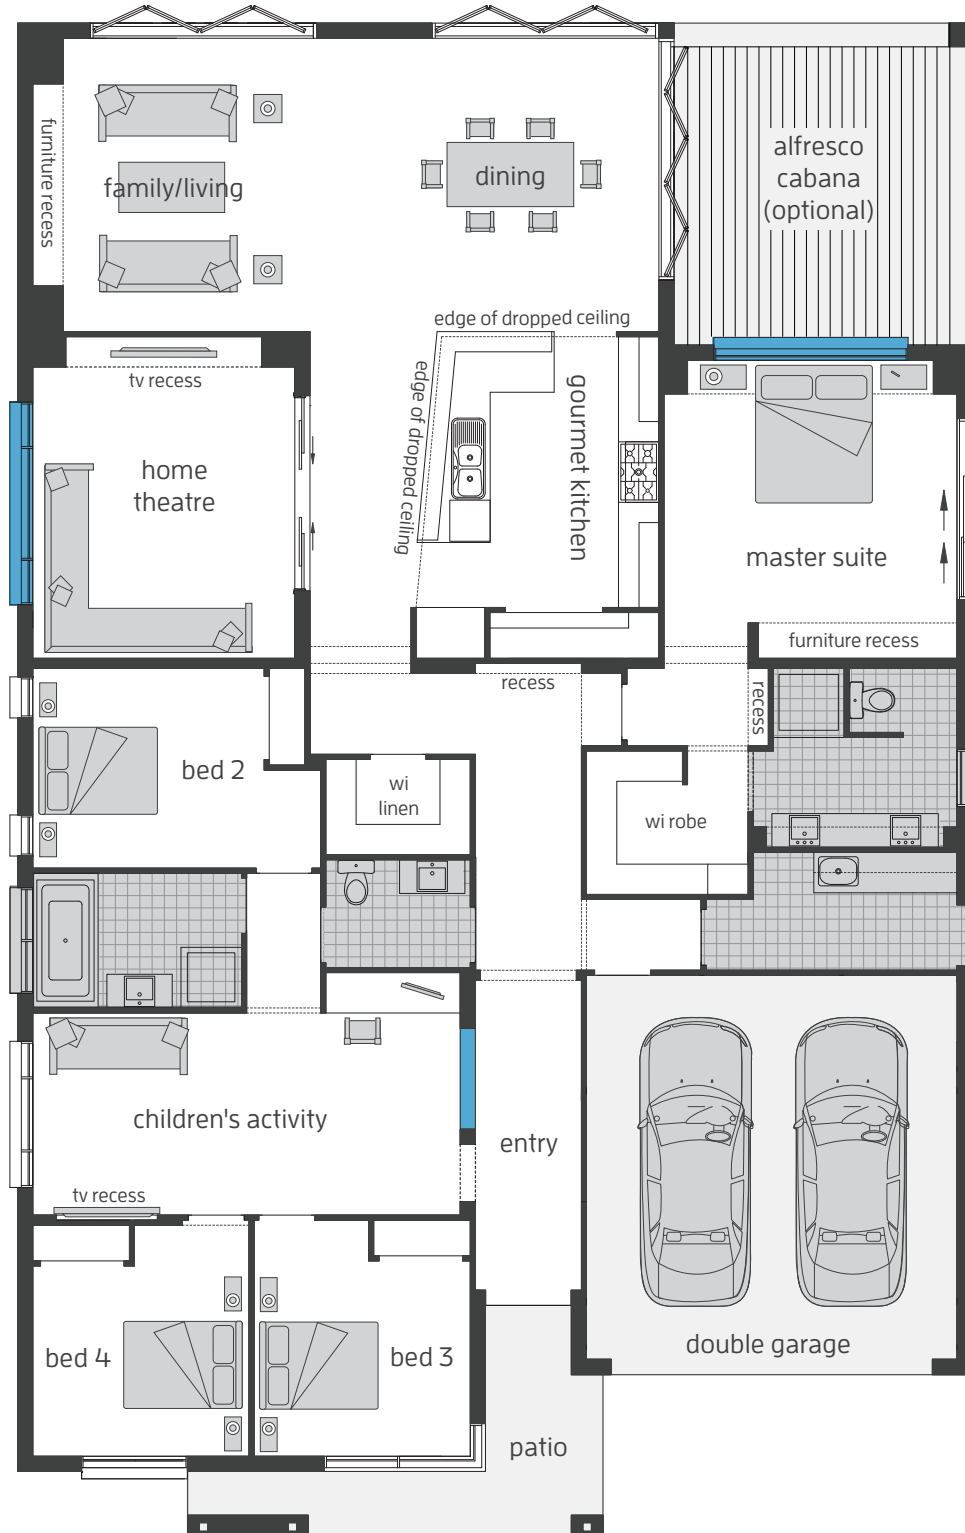 furniture recess
family/living
dining
alfresco
cabana
(optional)
edge of dropped ceiling
tv recess
edge of dropped ceiling
gourmet kitchen
home
theatre
master suite
furniture recess
recess
recess
bed 2
wi
linen
wi robe
children's activity
entry
tv recess
bed 4
bed 3
double garage
patio